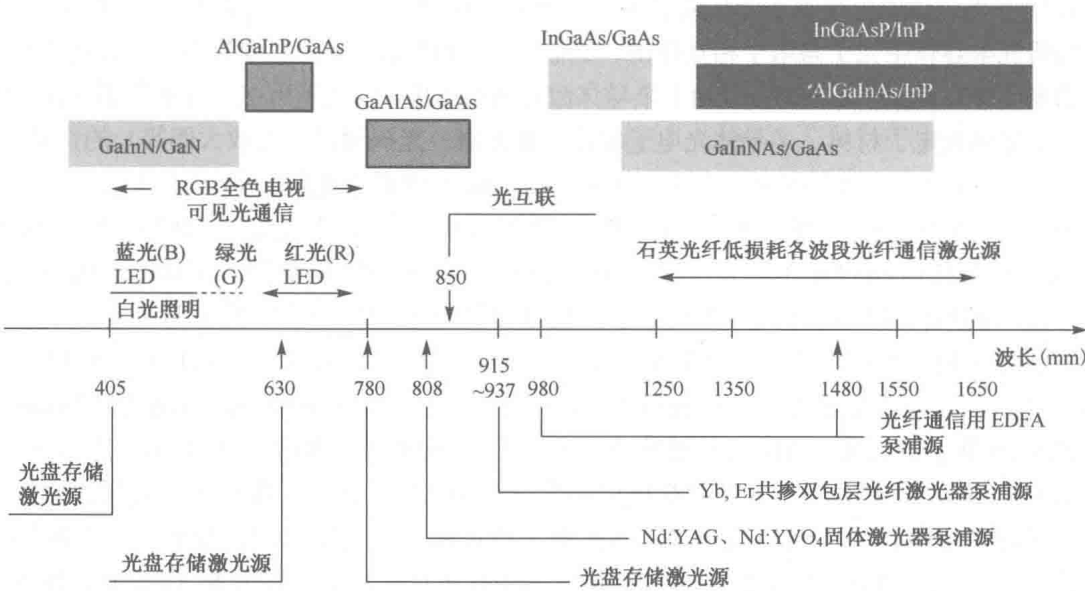 InGaAsP/InP
AlGaInP/GaAs
InGaAs/GaAs
*AlGaInAs/InP
GaAlAs/GaAs
GaInN/GaN
GaInNAs/GaAs
RGB全色电视
可见光通信
光互联
蓝光(B)
LED
绿光
(G)
红光(R)
LED
850
石英光纤低损耗各波段光纤通信激光源
白光照明
波长(mm)
405
630
780
808
915
~937
980
1250
1350
1480
1550
1650
光纤通信用 EDFA
泵浦源
光盘存储
激光源
Yb, Er共掺双包层光纤激光器泵浦源
Nd:YAG、Nd:YVO₄固体激光器泵浦源
光盘存储激光源
光盘存储激光源